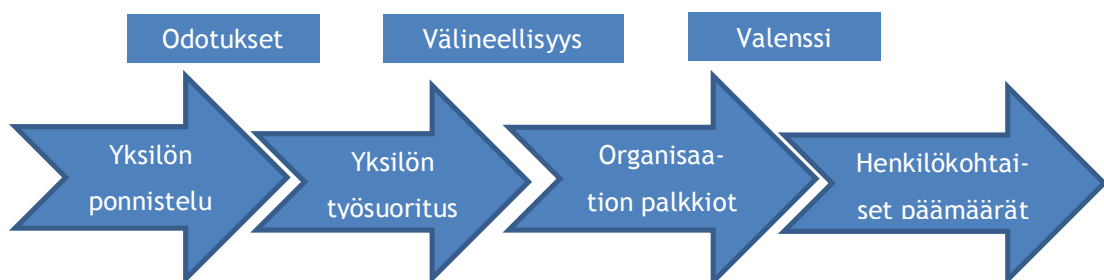 Odotukset
Välineellisyys
Valenssi
Yksilön
ponnistelu
Yksilön
työsuoritus
Organisaa-
tion palkkiot
Henkilökohtai-
set päämäärät